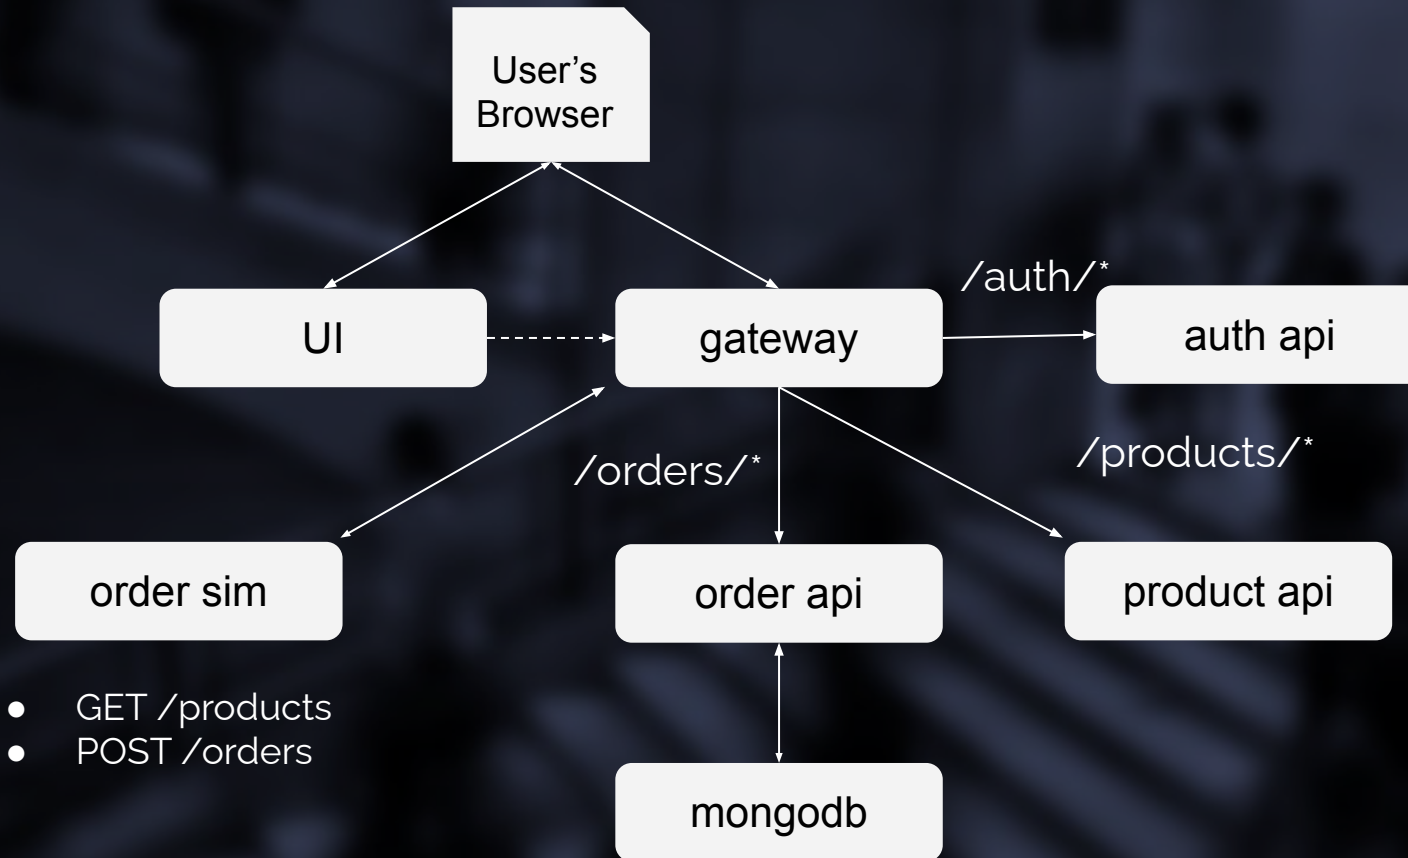 User’s
Browser
/auth/*
UI
gateway
auth api
/orders/*
/products/*
order sim
order api
product api
● GET /products
● POST /orders
mongodb